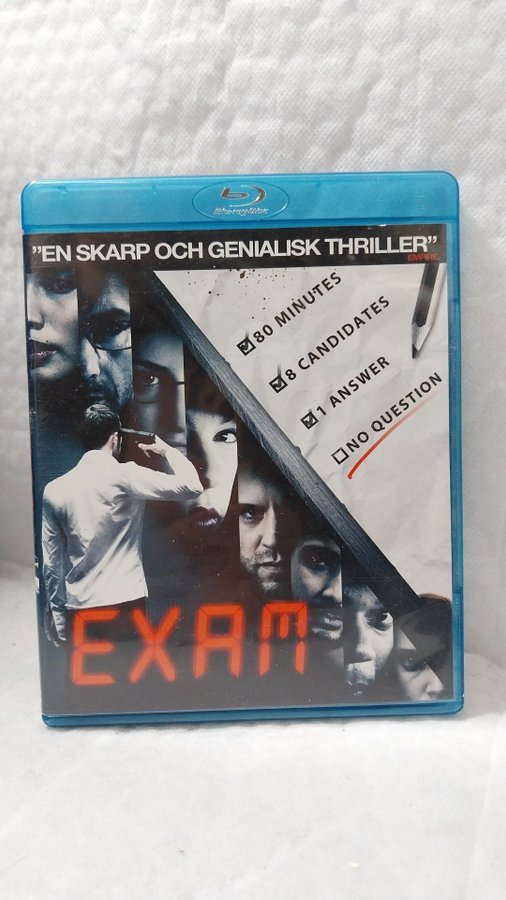 Blu-ray Disc
"EN SKARP OCH GENIALISK THRILLER"
EMPIRE
80 MINUTES
8 CANDIDATES
1 ANSWER
NO QUESTION
EXAM